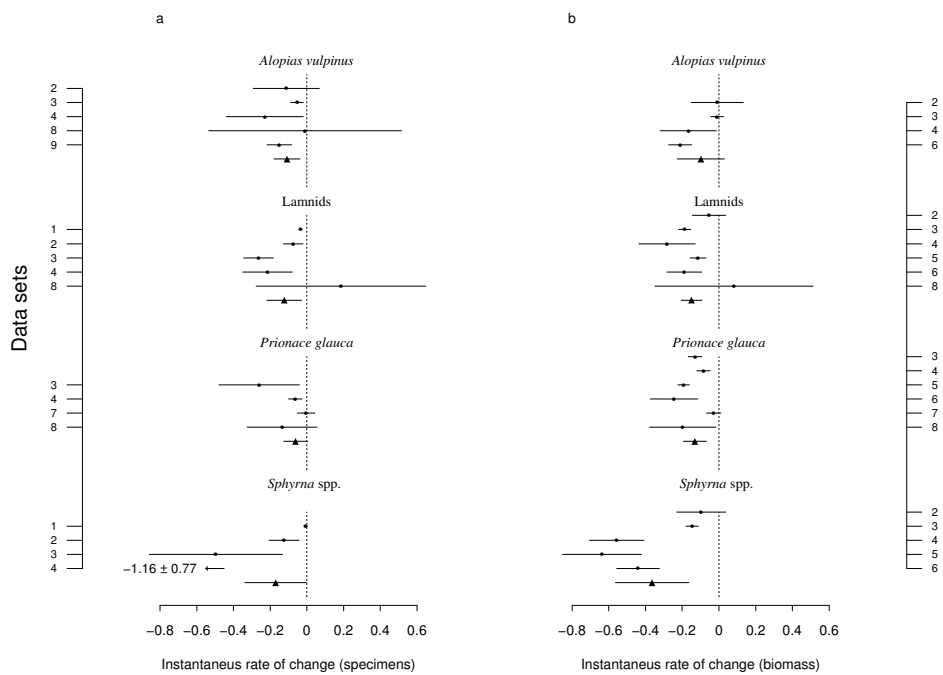 a
Alopias vulpinus
2
3
4
8
9
Lamnids
1
2
3
4
8
Prionace glauca
3
4
7
8
Sphyrna spp.
1
2
3
4
−1.16 ± 0.77
Data sets
−0.8 −0.6 −0.4 −0.2 0 0.2 0.4 0.6
Instantaneus rate of change (specimens)
b
Alopias vulpinus
2
3
4
6
Lamnids
2
3
4
5
6
8
Prionace glauca
3
4
5
6
7
8
Sphyrna spp.
2
3
4
5
6
−0.8 −0.6 −0.4 −0.2 0 0.2 0.4 0.6
Instantaneus rate of change (biomass)